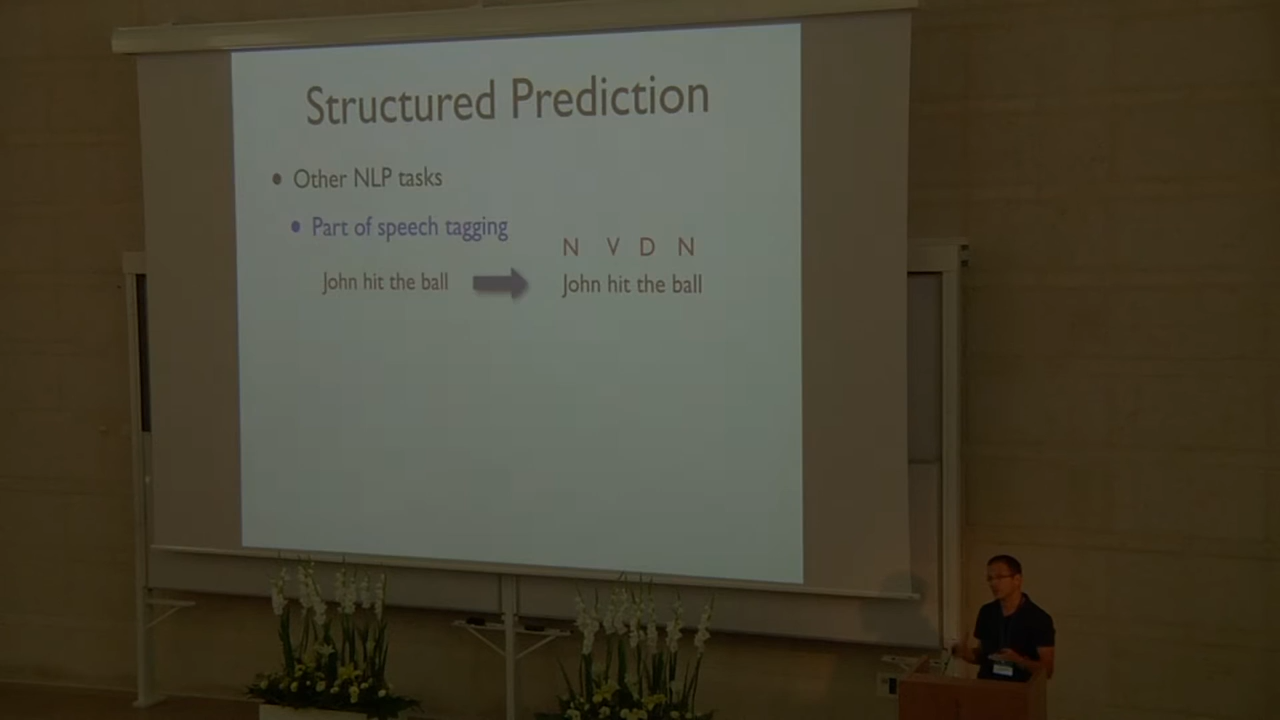 Structured Prediction
• Other NLP tasks
• Part of speech tagging
N V D N
John hit the ball John hit the ball